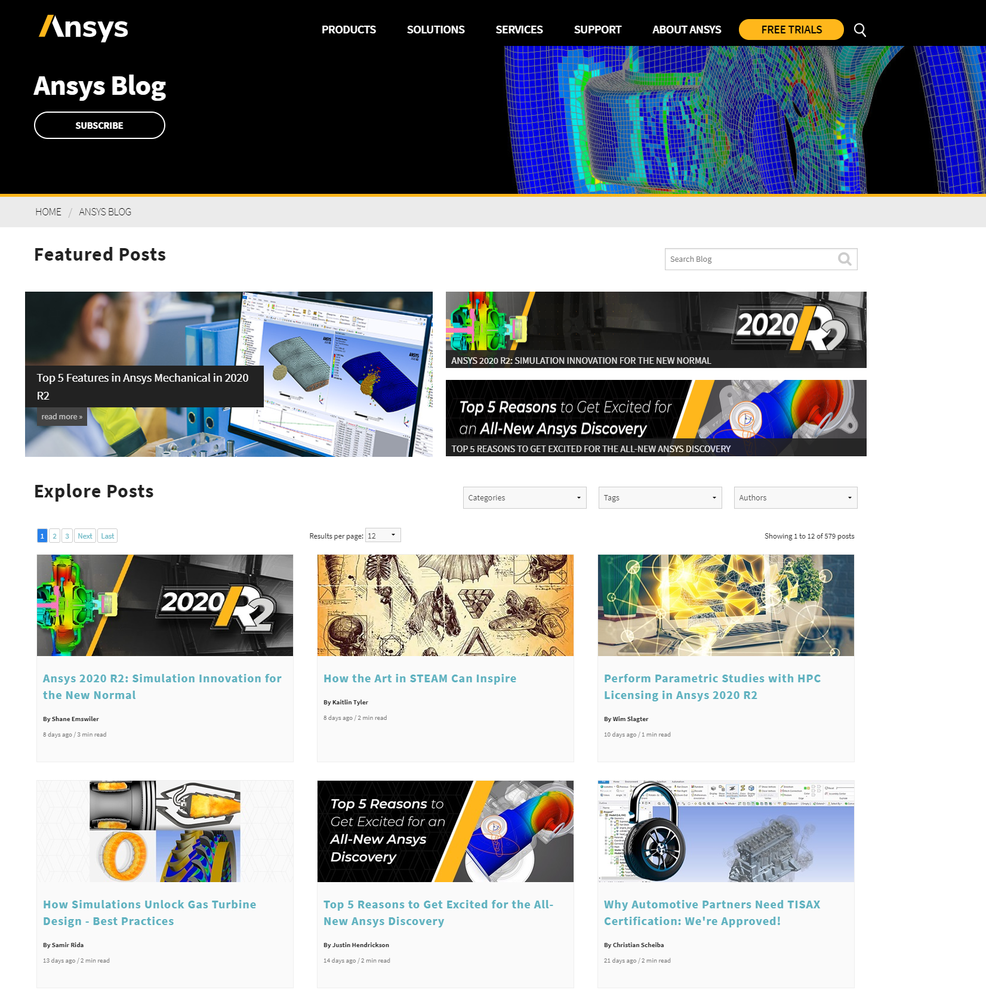 Ansys
PRODUCTS SOLUTIONS SERVICES SUPPORT ABOUT ANSYS FREE TRIALS
Ansys Blog
SUBSCRIBE
HOME / ANSYS BLOG
Featured Posts
Search Blog
Top 5 Features in Ansys Mechanical in 2020
R2
read more »
2020 R2
ANSYS 2020 R2: SIMULATION INNOVATION FOR THE NEW NORMAL
Top 5 Reasons to Get Excited for
an All-New Ansys Discovery
TOP 5 REASONS TO GET EXCITED FOR THE ALL-NEW ANSYS DISCOVERY
Explore Posts
Categories Tags Authors
1 2 3 Next Last
Results per page: 12
Showing 1 to 12 of 579 posts
2020 R2
Ansys 2020 R2: Simulation Innovation for
the New Normal
By Shane Emswiler
8 days ago / 3 min read
How the Art in STEAM Can Inspire
By Kaitlin Tyler
8 days ago / 2 min read
Perform Parametric Studies with HPC
Licensing in Ansys 2020 R2
By Wim Slagter
10 days ago / 1 min read
How Simulations Unlock Gas Turbine
Design - Best Practices
By Samir Rida
13 days ago / 2 min read
Top 5 Reasons to
Get Excited for an
All-New Ansys
Discovery
Top 5 Reasons to Get Excited for the All-
New Ansys Discovery
By Justin Hendrickson
14 days ago / 2 min read
Why Automotive Partners Need TISAX
Certification: We're Approved!
By Christian Scheiba
21 days ago / 2 min read